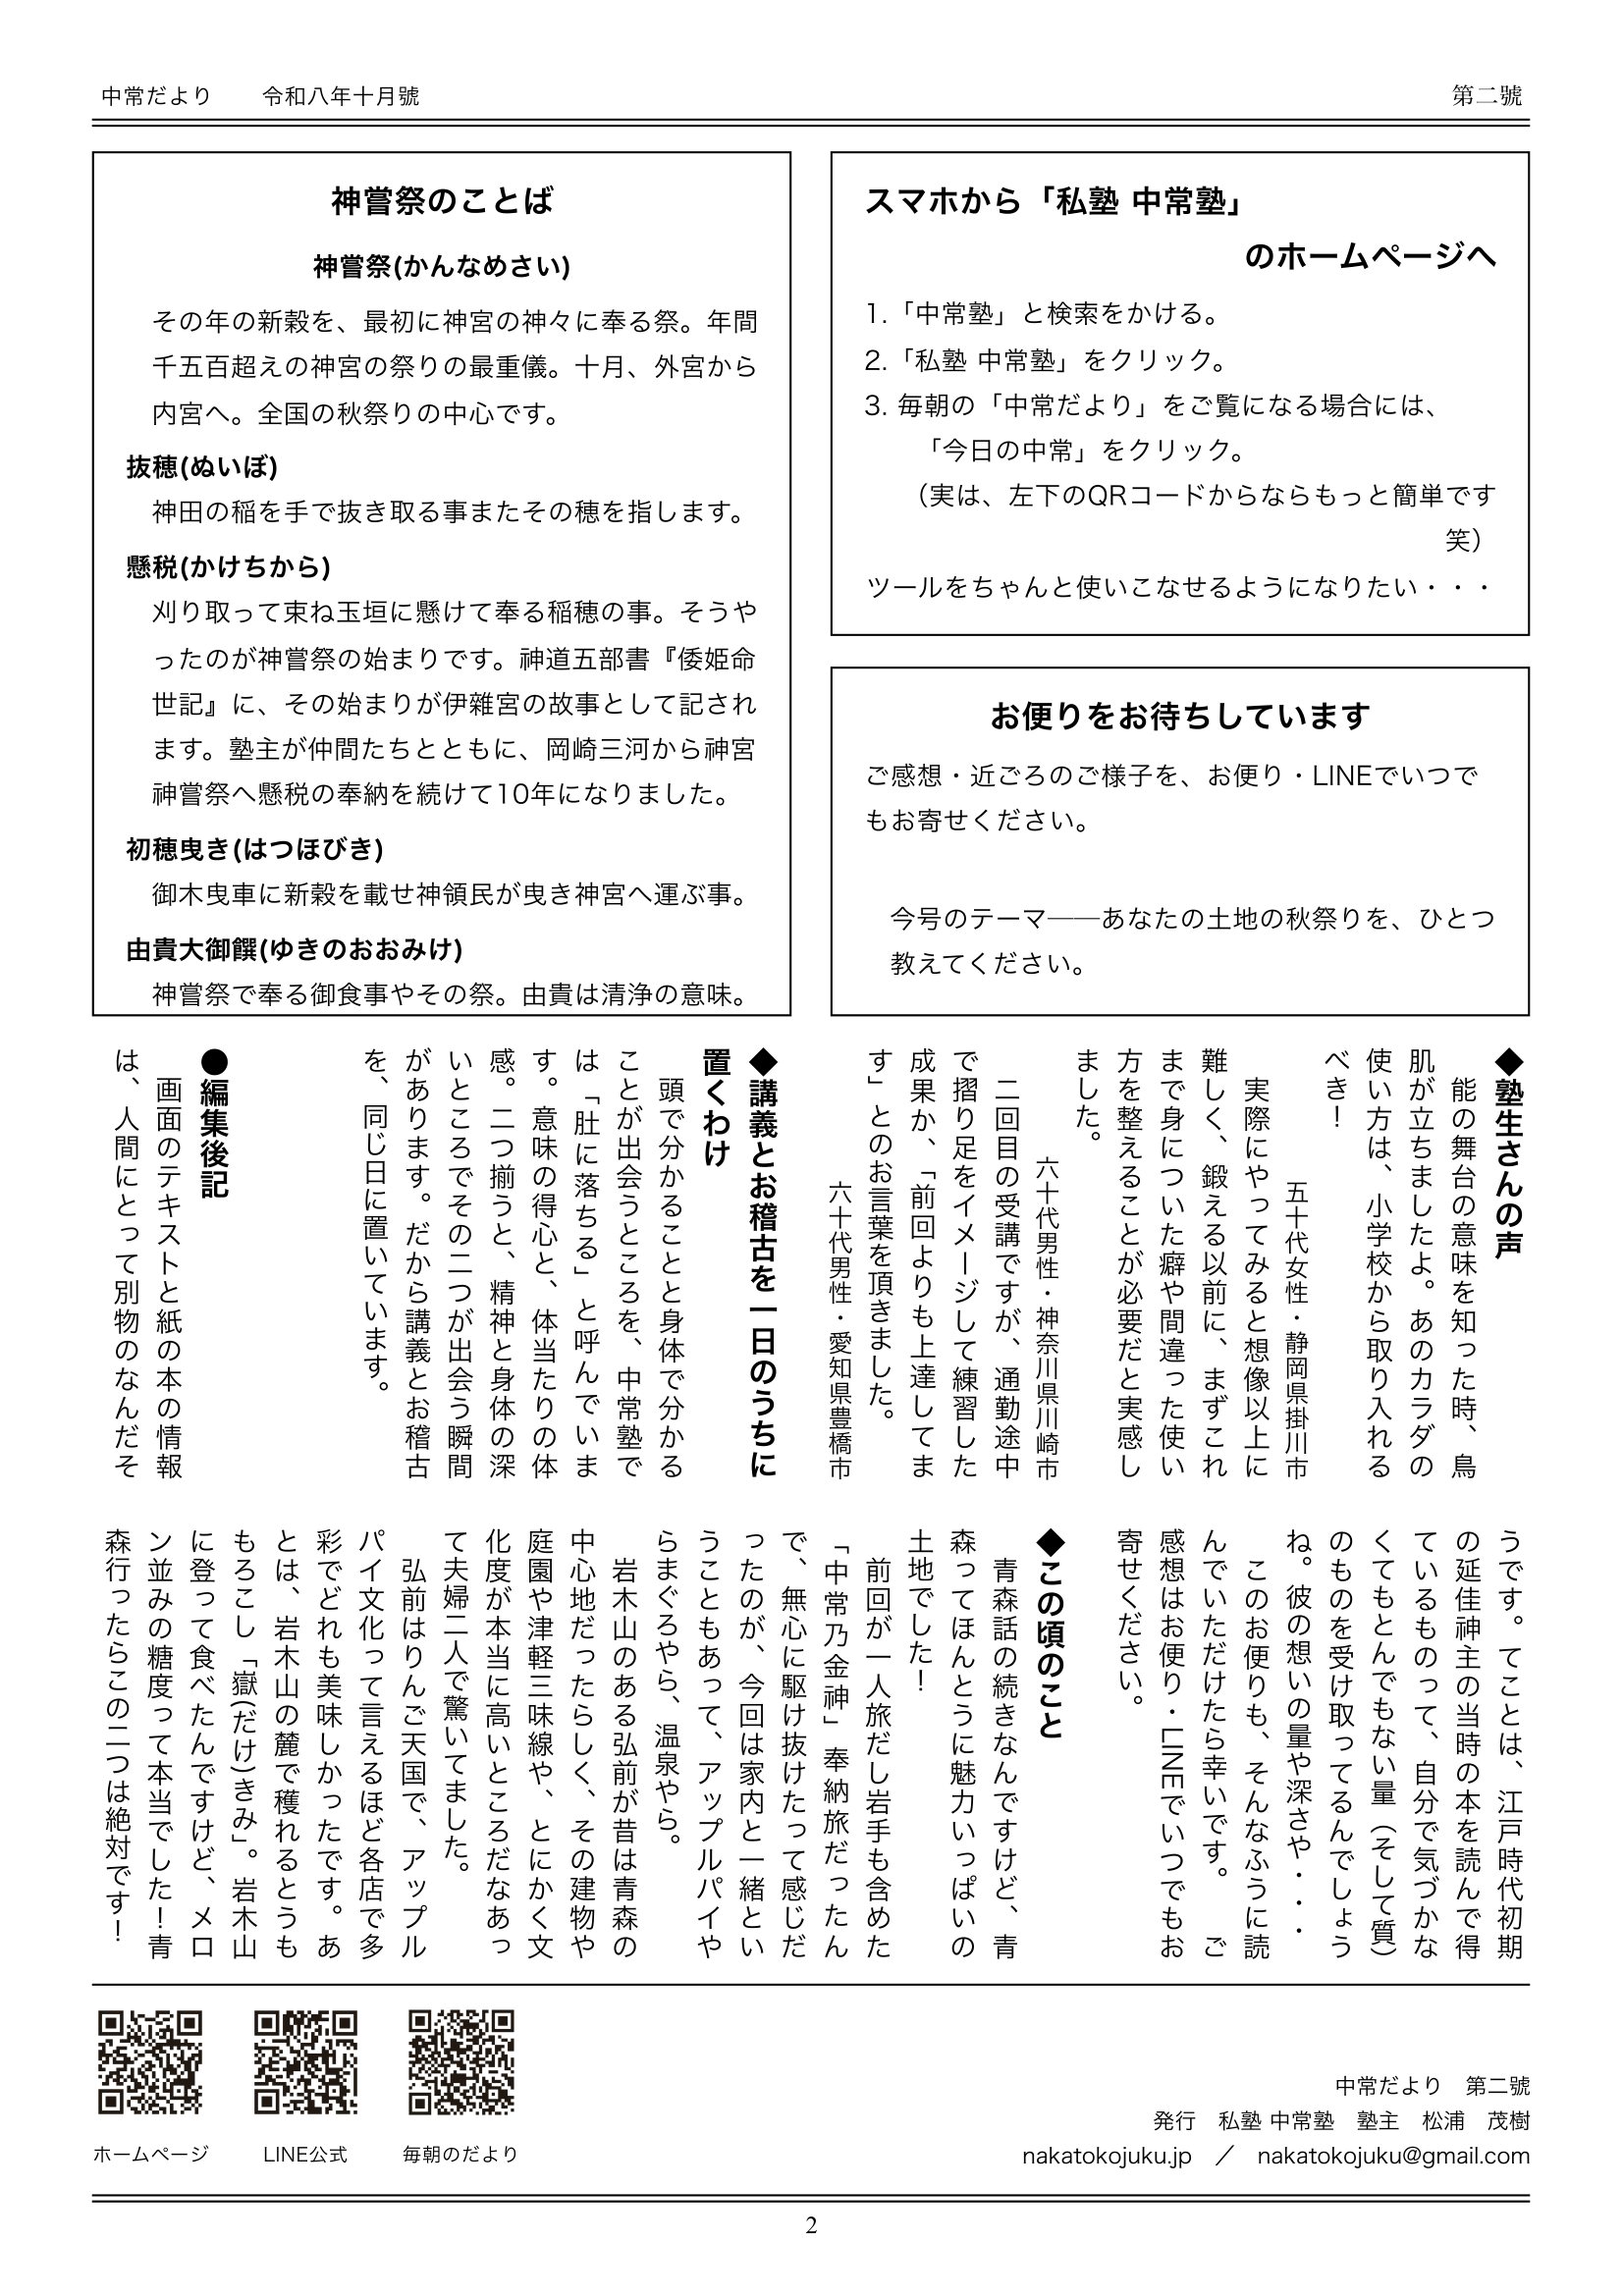 中常だより　令和八年十月號
第二號
スマホから「私塾 中常塾」
のホームページへ
1.「中常塾」と検索をかける。
2.「私塾 中常塾」をクリック。
3. 毎朝の「中常だより」をご覧になる場合には、
「今日の中常」をクリック。
（実は、左下のQRコードからならもっと簡単です
笑）
ツールをちゃんと使いこなせるようになりたい・・・
お便りをお待ちしています
ご感想・近ごろのご様子を、お便り・LINEでいつで
もお寄せください。
今号のテーマ──あなたの土地の秋祭りを、ひとつ
教えてください。
神嘗祭のことば
神嘗祭(かんなめさい)
その年の新穀を、最初に神宮の神々に奉る祭。年間
千五百超えの神宮の祭りの最重儀。十月、外宮から
内宮へ。全国の秋祭りの中心です。
抜穂(ぬいぼ)
神田の稲を手で抜き取る事またその穂を指します。
懸税(かけちから)
刈り取って束ね玉垣に懸けて奉る稲穂の事。そうや
ったのが神嘗祭の始まりです。神道五部書『倭姫命
世記』に、その始まりが伊雑宮の故事として記され
ます。塾主が仲間たちとともに、岡崎三河から神宮
神嘗祭へ懸税の奉納を続けて10年になりました。
初穂曳き(はつほびき)
御木曳車に新穀を載せ神領民が曳き神宮へ運ぶ事。
由貴大御饌(ゆきのおおみけ)
神嘗祭で奉る御食事やその祭。由貴は清浄の意味。
◆塾生さんの声
能の舞台の意味を知った時、鳥
肌が立ちましたよ。あのカラダの
使い方は、小学校から取り入れる
べき！
五十代女性・静岡県掛川市
実際にやってみると想像以上に
難しく、鍛える以前に、まずこれ
まで身についた癖や間違った使い
方を整えることが必要だと実感し
ました。
六十代男性・神奈川県川崎市
二回目の受講ですが、通勤途中
で摺り足をイメージして練習した
成果か、「前回よりも上達してま
す」とのお言葉を頂きました。
六十代男性・愛知県豊橋市
◆講義とお稽古を一日のうちに
置くわけ
頭で分かることと身体で分かる
ことが出会うところを、中常塾で
は「肚に落ちる」と呼んでいま
す。意味の得心と、体当たりの体
感。二つ揃うと、精神と身体の深
いところでその二つが出会う瞬間
があります。だから講義とお稽古
を、同じ日に置いています。
●編集後記
画面のテキストと紙の本の情報
は、人間にとって別物のなんだそ
うです。てことは、江戸時代初期
の延佳神主の当時の本を読んで得
ているものって、自分で気づかな
くてもとんでもない量（そして質）
のものを受け取ってるんでしょう
ね。彼の想いの量や深さや・・・
このお便りも、そんなふうに読
んでいただけたら幸いです。　ご
感想はお便り・LINEでいつでもお
寄せください。
◆この頃のこと
青森話の続きなんですけど、青
森ってほんとうに魅力いっぱいの
土地でした！
前回が一人旅だし岩手も含めた
「中常乃金神」奉納旅だったん
で、無心に駆け抜けたって感じだ
ったのが、今回は家内と一緒とい
うこともあって、アップルパイや
らまぐろやら、温泉やら。
岩木山のある弘前が昔は青森の
中心地だったらしく、その建物や
庭園や津軽三味線や、とにかく文
化度が本当に高いところだなあっ
て夫婦二人で驚いてました。
弘前はりんご天国で、アップル
パイ文化って言えるほど各店で多
彩でどれも美味しかったです。あ
とは、岩木山の麓で穫れるとうも
もろこし「嶽(だけ)きみ」。岩木山
に登って食べたんですけど、メロ
ン並みの糖度って本当でした！青
森行ったらこの二つは絶対です！
ホームページ
LINE公式
毎朝のだより
中常だより　第二號
発行　私塾 中常塾　塾主　松浦　茂樹
nakatokojuku.jp　／　nakatokojuku@gmail.com
2